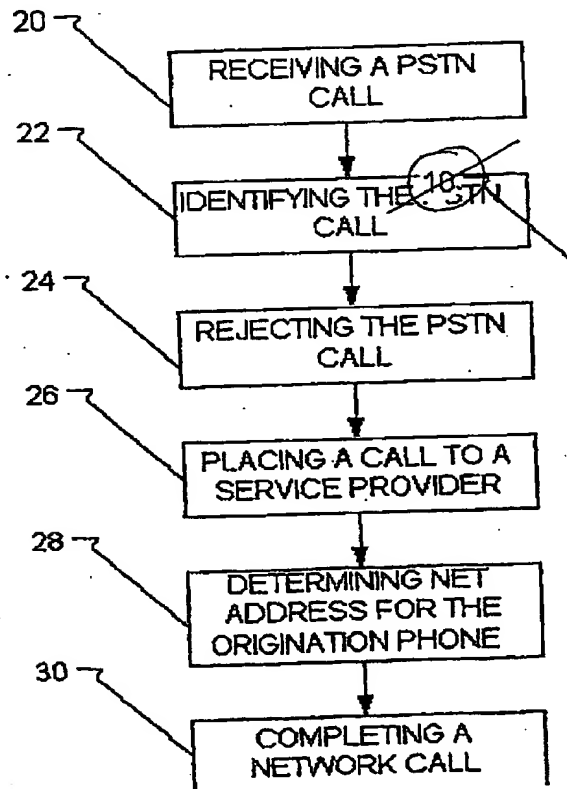 20
RECEIVING A PSTN
CALL
22
10
IDENTIFYING THE PSTN
CALL
24
REJECTING THE PSTN
CALL
26
PLACING A CALL TO A
SERVICE PROVIDER
28
DETERMINING NET
ADDRESS FOR THE
ORIGINATION PHONE
30
COMPLETING A
NETWORK CALL